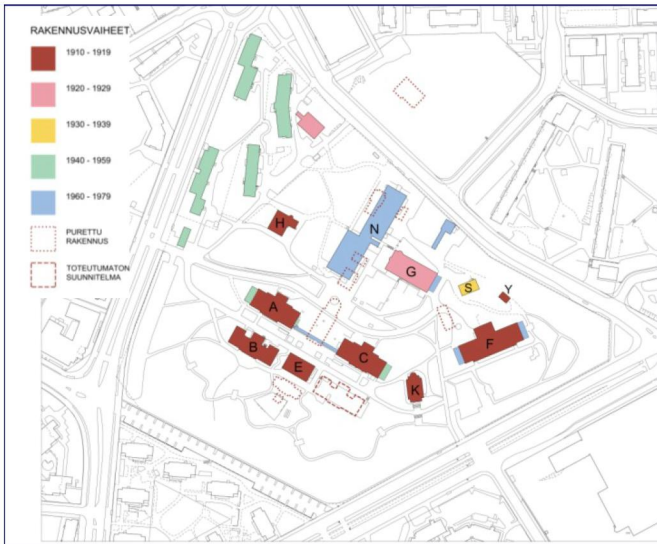 RAKENNUSVAIHEET
1910 - 1919
1920 - 1929
1930 - 1939
1940 - 1959
1960 - 1979
PURETTU
RAKENNUS
TOTEUTUMATON
SUUNNITELMA
H
N
G
S
Y
A
B
E
C
F
K